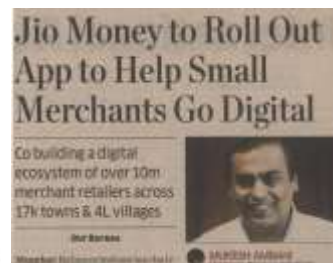 Jio Money to Roll Out
App to Help Small
Merchants Go Digital
Co building a digital
ecosystem of over 10m
merchant retailers across
17k towns & 4L villages
Our Bureau
MUKESH AMBANI